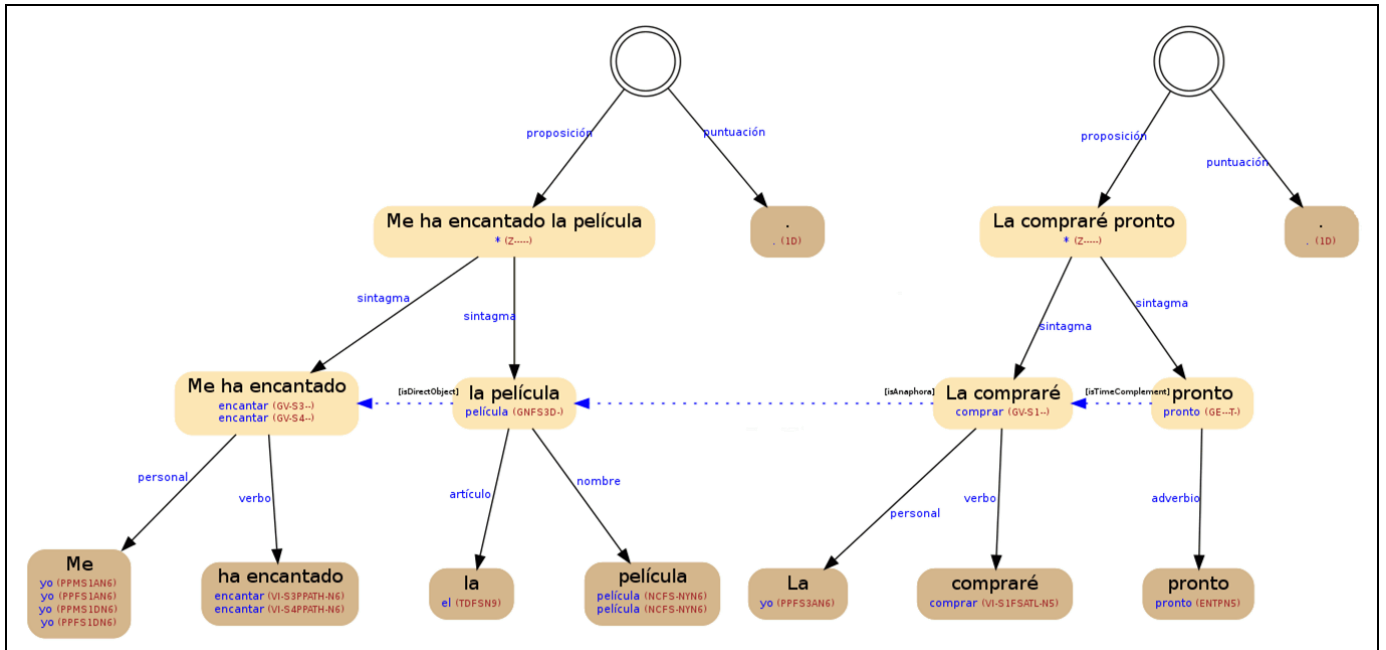 proposición
puntuación
proposición
puntuación
Me ha encantado la película
* (Z-----)
.
. (1D)
La compraré pronto
* (Z-----)
.
. (1D)
sintagma
sintagma
sintagma
sintagma
Me ha encantado
encantar (GV-S3--)
encantar (GV-S4--)
[isDirectObject]
la película
película (GNFS3D-)
[isAnaphora]
La compraré
comprar (GV-S1--)
[isTimeComplement]
pronto
pronto (GE---T-)
personal
verbo
artículo
nombre
personal
verbo
adverbio
Me
yo (PPMS1AN6)
yo (PPFS1AN6)
yo (PPMS1DN6)
yo (PPFS1DN6)
ha encantado
encantar (VI-S3PPATH-N6)
encantar (VI-S4PPATH-N6)
la
el (TDFSN9)
película
película (NCFS-NYN6)
película (NCFS-NYN6)
La
yo (PPFS3AN6)
compraré
comprar (VI-S1FSATL-N5)
pronto
pronto (ENTPN5)